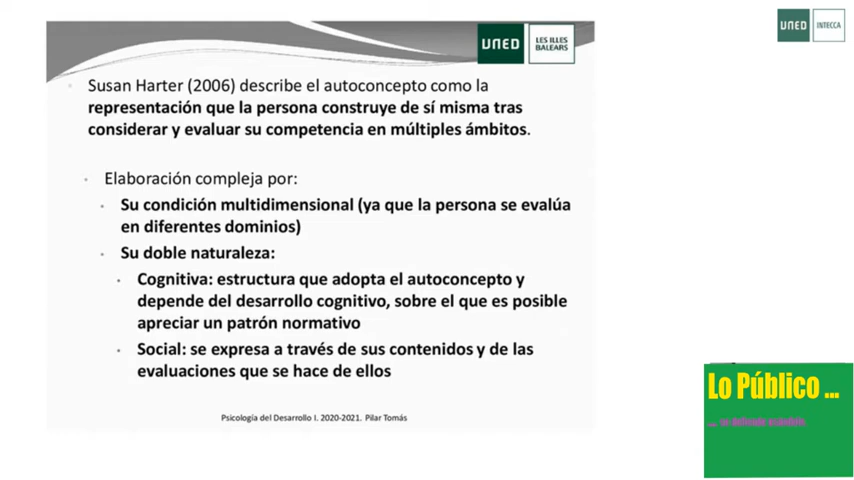 UNED
LES ILLES
BALEARS
UNED
INTECCA
Susan Harter (2006) describe el autoconcepto como la
representación que la persona construye de sí misma tras
considerar y evaluar su competencia en múltiples ámbitos.
Elaboración compleja por:
Su condición multidimensional (ya que la persona se evalúa
en diferentes dominios)
Su doble naturaleza:
Cognitiva: estructura que adopta el autoconcepto y
depende del desarrollo cognitivo, sobre el que es posible
apreciar un patrón normativo
Social: se expresa a través de sus contenidos y de las
evaluaciones que se hace de ellos
Psicología del Desarrollo I. 2020-2021. Pilar Tomás
Lo Público ...